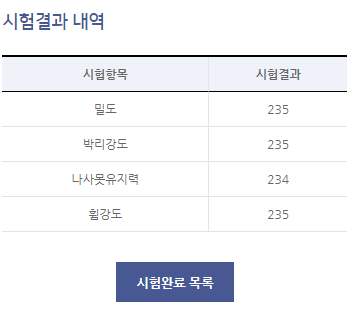 시험결과 내역
시험항목 시험결과
밀도 235
박리강도 235
나사못유지력 234
휨강도 235
시험완료 목록